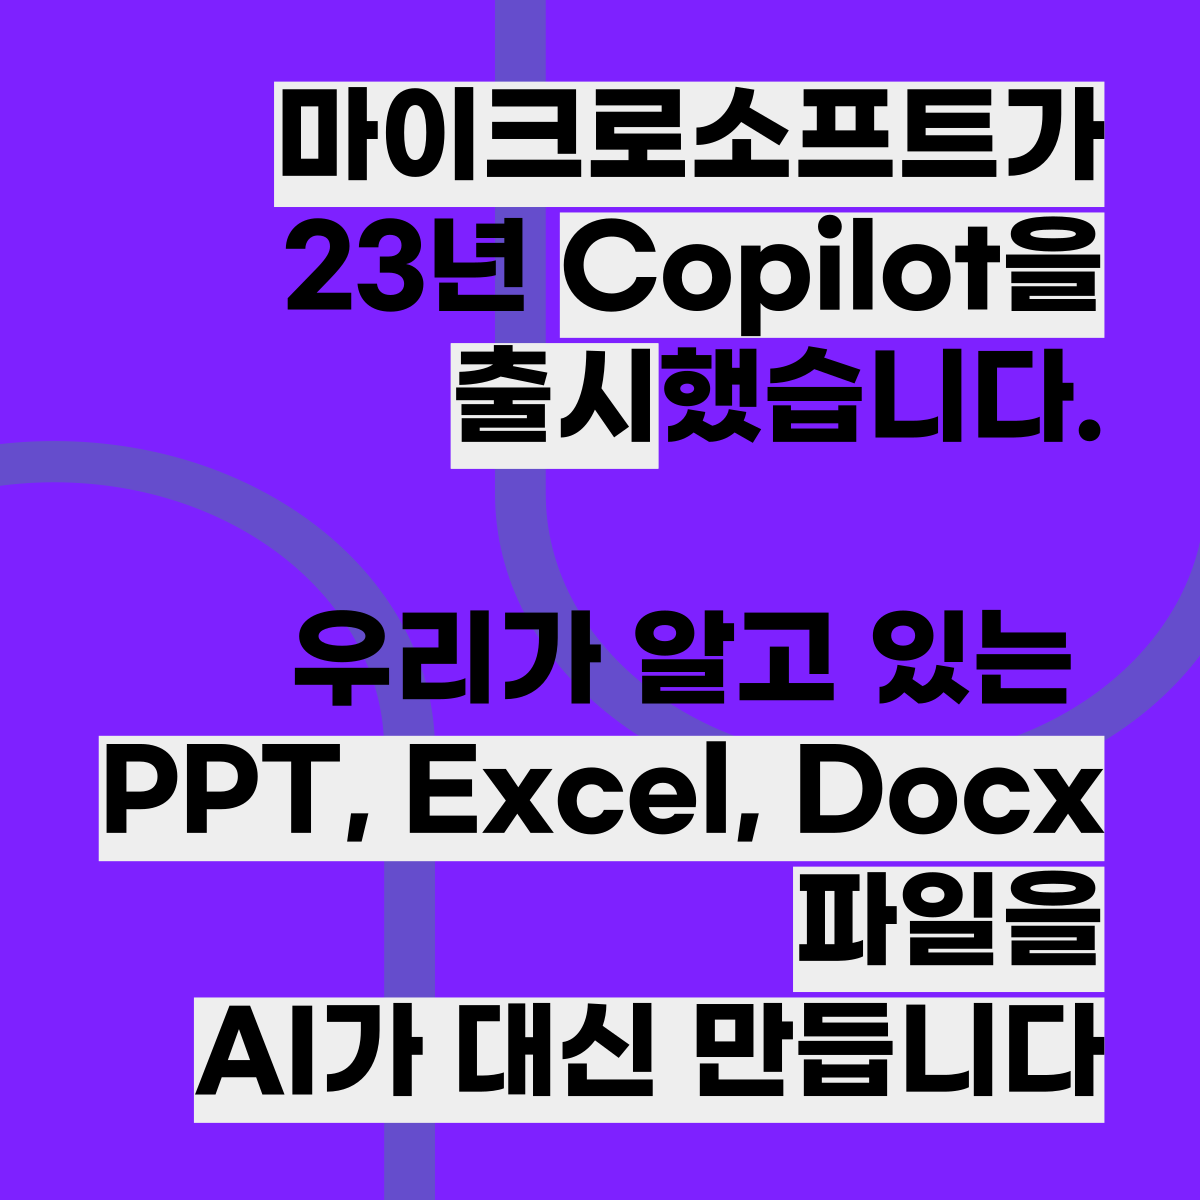 마이크로소프트가
23년 Copilot을
출시했습니다.
우리가 알고 있는
PPT, Excel, Docx
파일을
AI가 대신 만듭니다